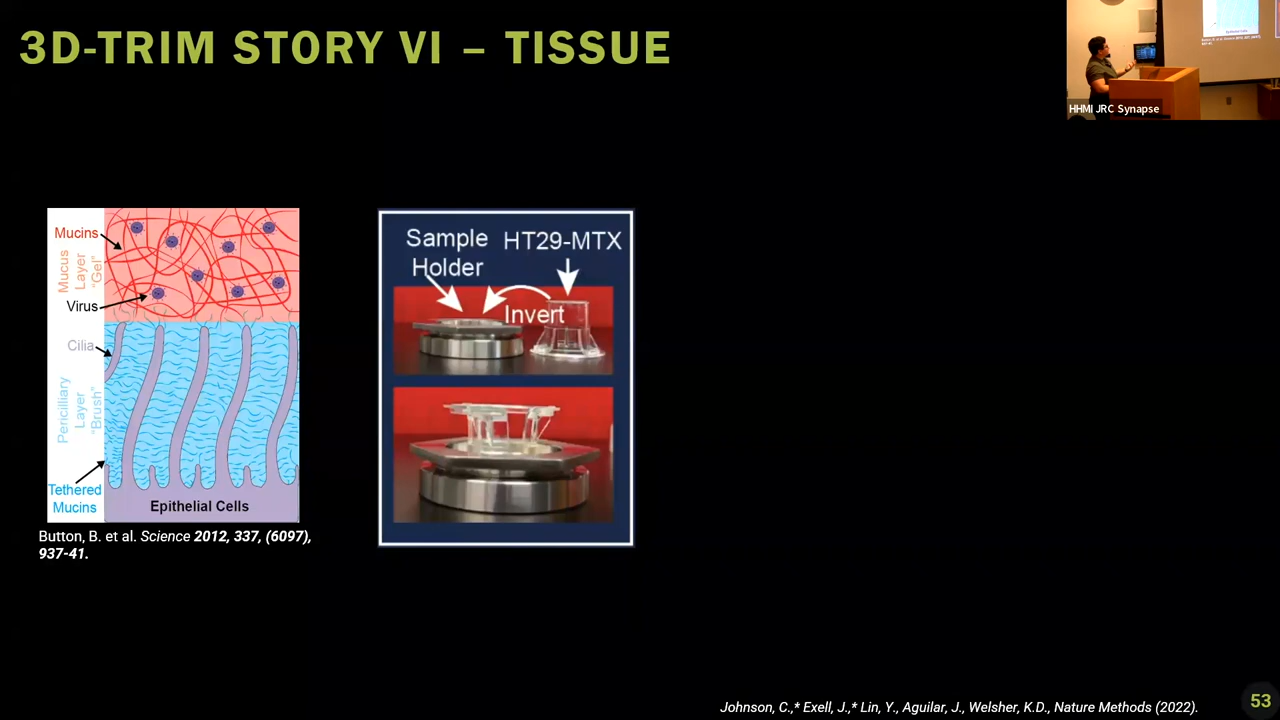 3D-TRIM STORY VI – TISSUE
HHMI JRC Synapse
Mucins
Mucus
Layer
"Gel"
Virus
Cilia
Periciliary
Layer
"Brush"
Tethered
Mucins
Epithelial Cells
Button, B. et al. Science 2012, 337, (6097),
937-41.
Sample
Holder
HT29-MTX
Invert
Johnson, C.,* Exell, J.,* Lin, Y., Aguilar, J., Welsher, K.D., Nature Methods (2022).
53